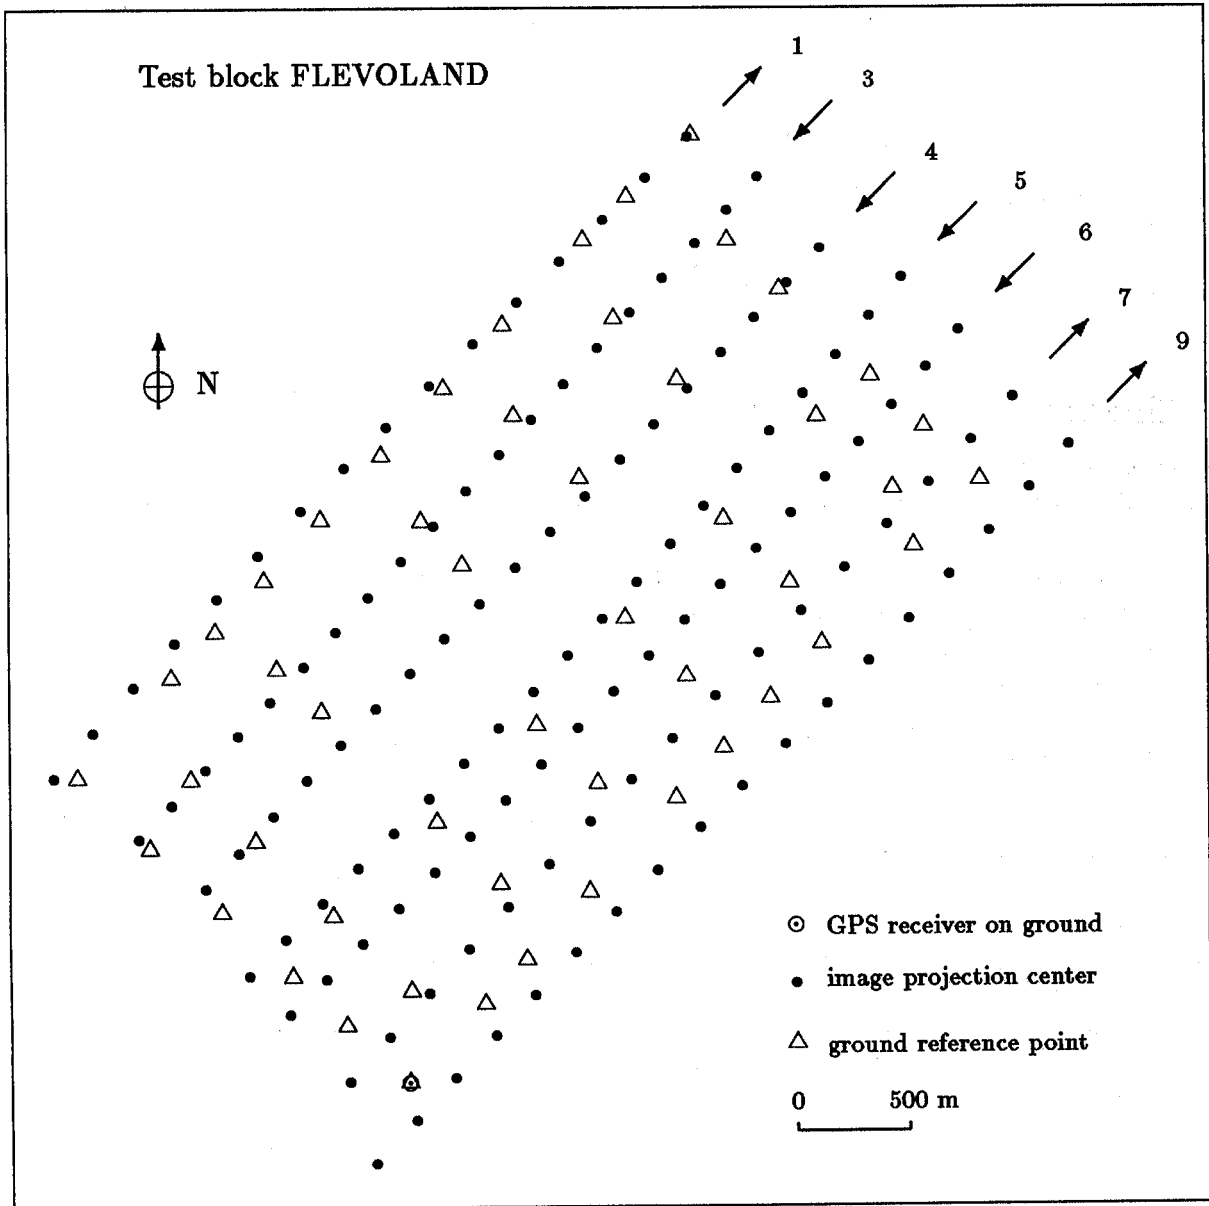 Test block FLEVOLAND
1
3
4
5
6
7
9
N
GPS receiver on ground
image projection center
ground reference point
0 500 m